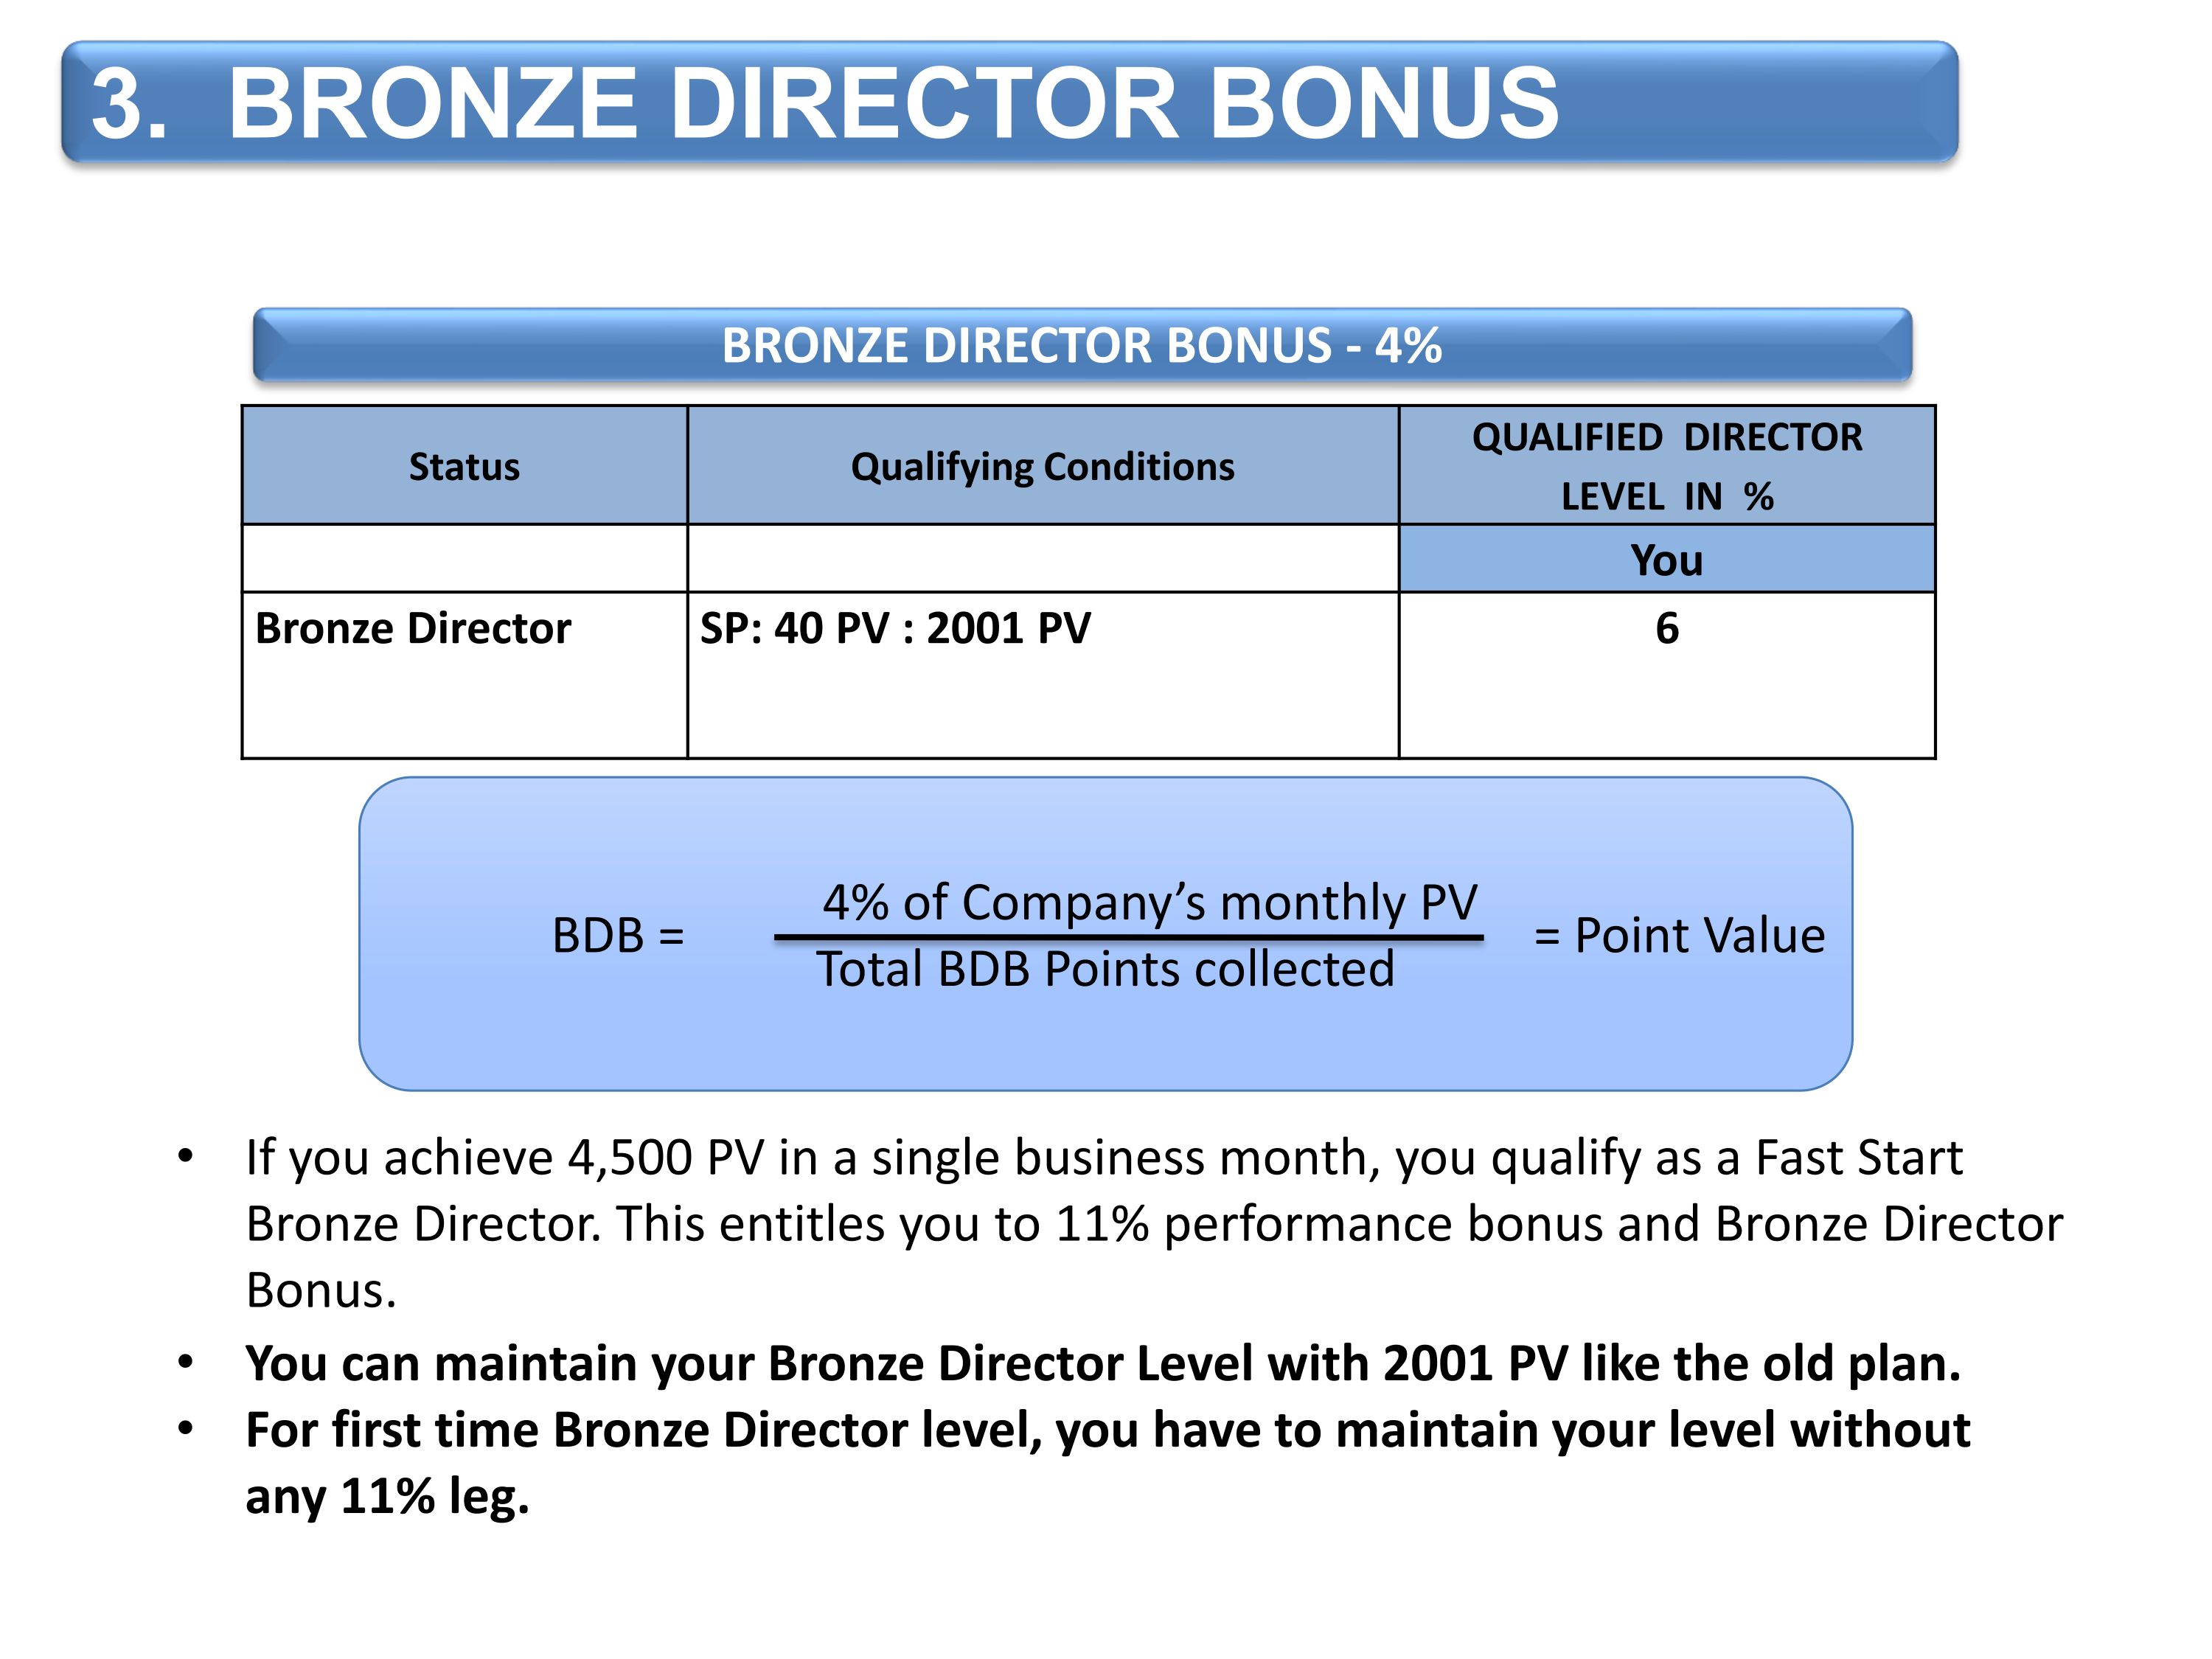 3. BRONZE DIRECTOR BONUS
BRONZE DIRECTOR BONUS - 4%
Status
Qualifying Conditions
QUALIFIED DIRECTOR
LEVEL IN %
You
Bronze Director
SP: 40 PV : 2001 PV
6
BDB =
4% of Company’s monthly PV
Total BDB Points collected
= Point Value
• If you achieve 4,500 PV in a single business month, you qualify as a Fast Start
Bronze Director. This entitles you to 11% performance bonus and Bronze Director
Bonus.
• You can maintain your Bronze Director Level with 2001 PV like the old plan.
• For first time Bronze Director level, you have to maintain your level without
any 11% leg.